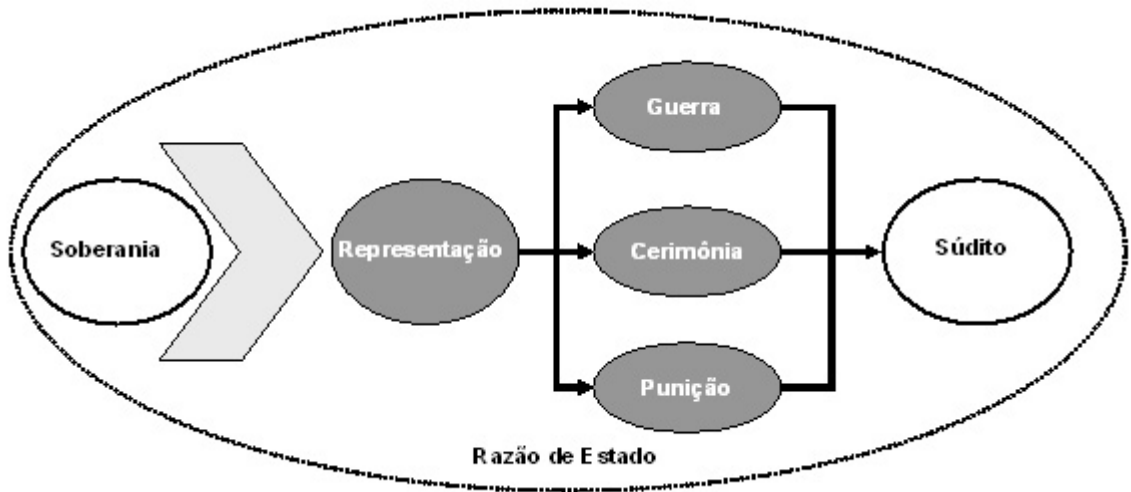 Guerra
Soberania
Representação
Cerimônia
Súdito
Punição
Razão de Estado